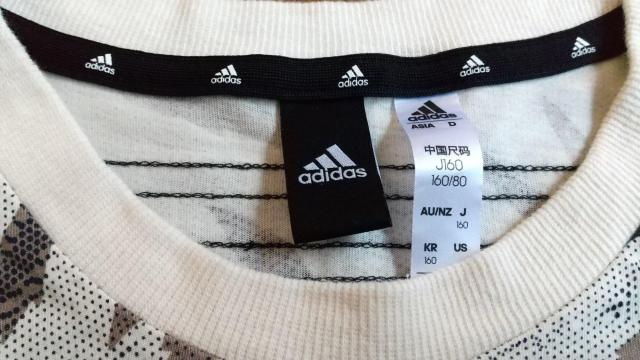 adidas
adidas
adidas
adidas
adidas
adidas
adidas
ASIA D
中国尺码
J160
160/80
AU/NZ J
160
KR US
160